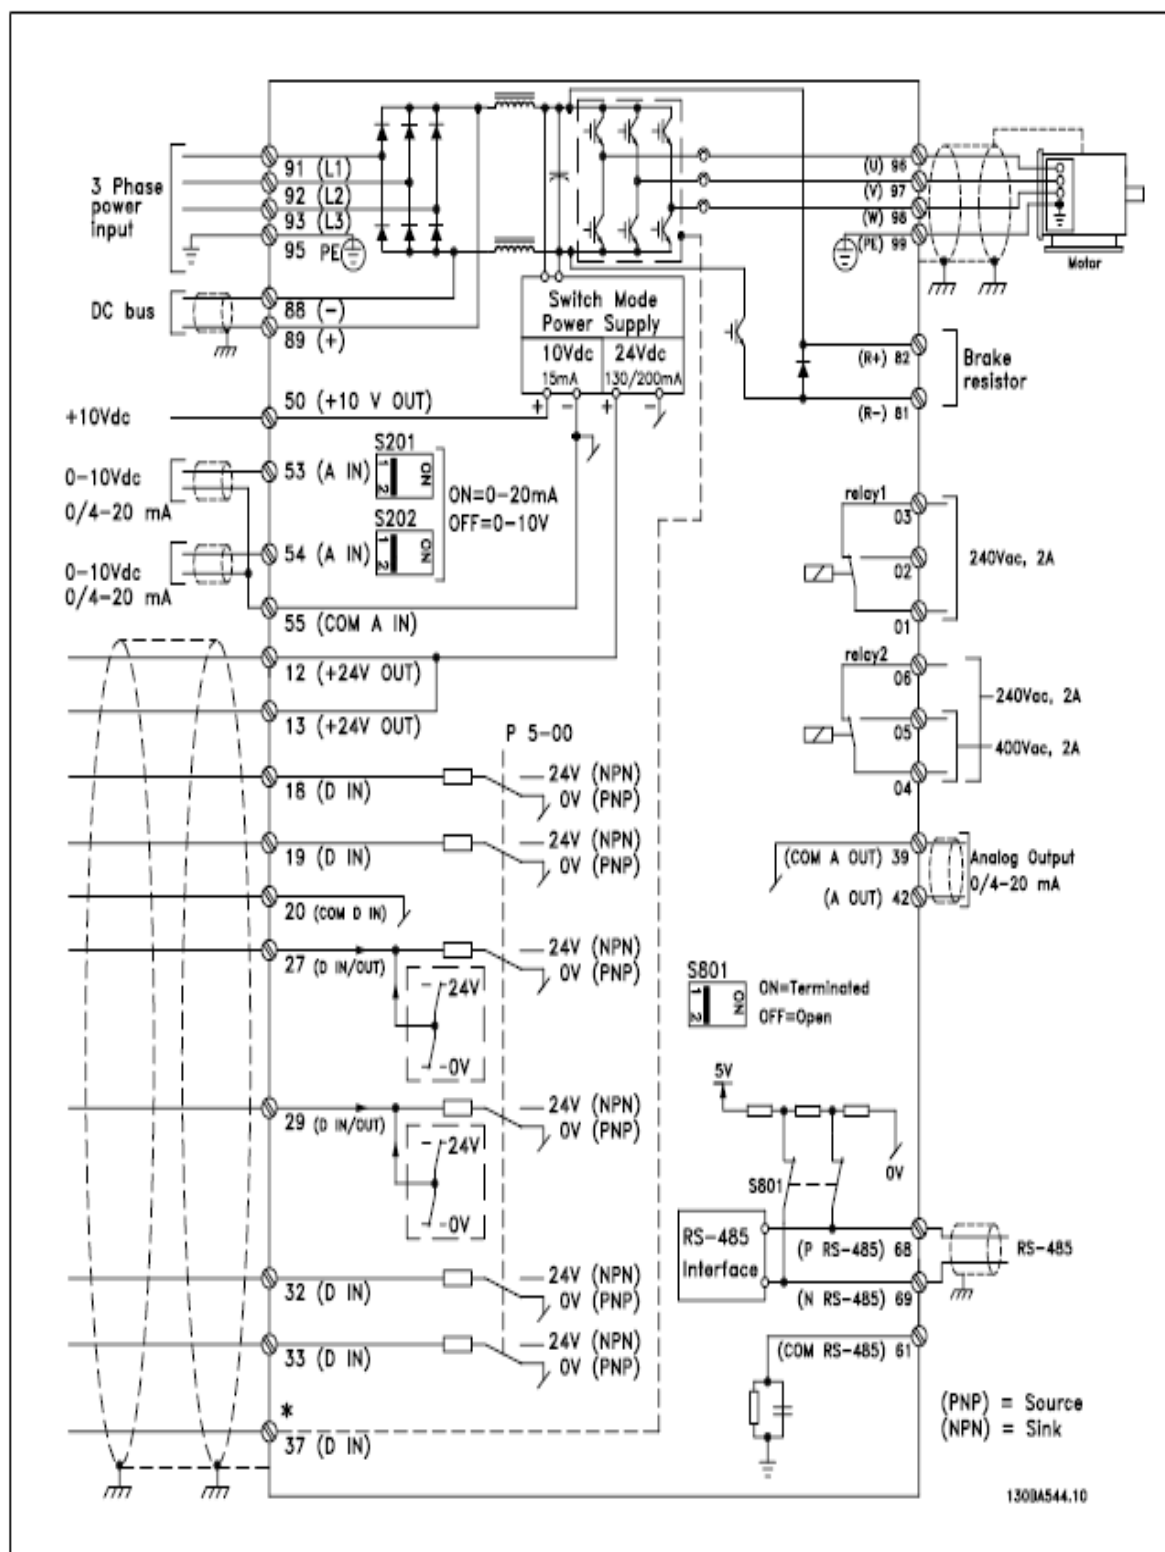 3 Phase
power
input
91 (L1)
92 (L2)
93 (L3)
95 PE
DC bus
88 (-)
89 (+)
Switch Mode
Power Supply
10Vdc
15mA
24Vdc
130/200mA
+ - + -
(U) 96
(V) 97
(W) 98
(PE) 99
Motor
(R+) 82
(R-) 81
Brake
resistor
+10Vdc
50 (+10 V OUT)
0-10Vdc
0/4-20 mA
53 (A IN)
S201
1 2
ON
ON=0-20mA
OFF=0-10V
0-10Vdc
0/4-20 mA
54 (A IN)
S202
1 2
ON
55 (COM A IN)
12 (+24V OUT)
13 (+24V OUT)
relay1
03
02
01
240Vac, 2A
relay2
06
05
04
240Vac, 2A
400Vac, 2A
P 5-00
18 (D IN)
24V (NPN)
0V (PNP)
19 (D IN)
24V (NPN)
0V (PNP)
20 (COM D IN)
27 (D IN/OUT)
24V (NPN)
0V (PNP)
24V
0V
29 (D IN/OUT)
24V (NPN)
0V (PNP)
24V
0V
32 (D IN)
24V (NPN)
0V (PNP)
33 (D IN)
24V (NPN)
0V (PNP)
*
37 (D IN)
(COM A OUT) 39
(A OUT) 42
Analog Output
0/4-20 mA
S801
1 2
ON
ON=Terminated
OFF=Open
5V
0V
S801
RS-485
Interface
(P RS-485) 68
(N RS-485) 69
RS-485
(COM RS-485) 61
(PNP) = Source
(NPN) = Sink
130BA544.10